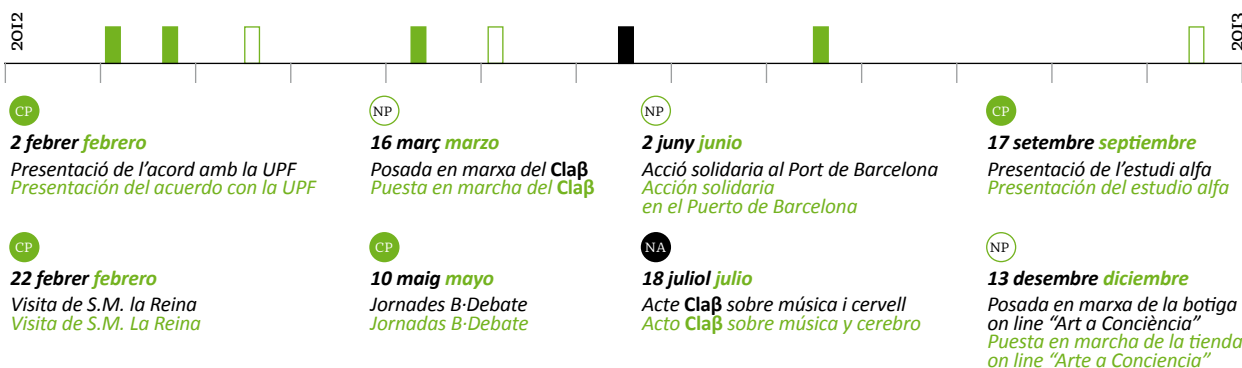 2012
2013
CP
2 febrer febrero
Presentació de l'acord amb la UPF
Presentación del acuerdo con la UPF
CP
22 febrer febrero
Visita de S.M. la Reina
Visita de S.M. La Reina
NP
16 març marzo
Posada en marxa del Claβ
Puesta en marcha del Claβ
CP
10 maig mayo
Jornades B·Debate
Jornadas B·Debate
NP
2 juny junio
Acció solidaria al Port de Barcelona
Acción solidaria
en el Puerto de Barcelona
NA
18 juliol julio
Acte Claβ sobre música i cervell
Acto Claβ sobre música y cerebro
CP
17 setembre septiembre
Presentació de l'estudi alfa
Presentación del estudio alfa
NP
13 desembre diciembre
Posada en marxa de la botiga
on line “Art a Conciència”
Puesta en marcha de la tienda
on line “Arte a Conciencia”